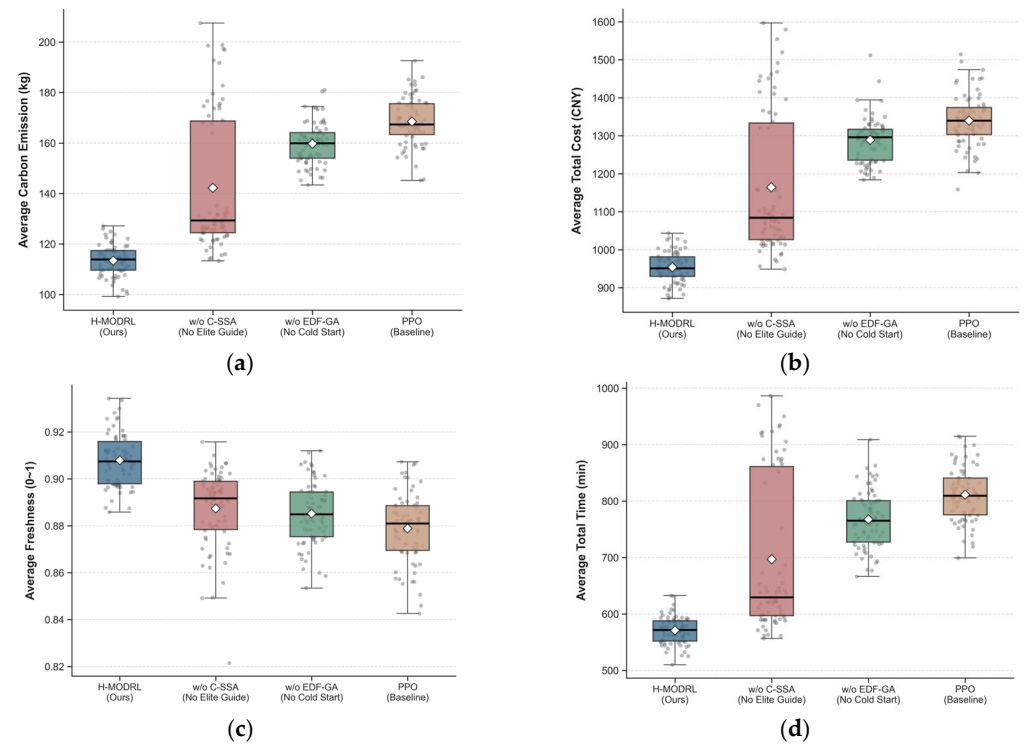 Average Carbon Emission (kg)
200
180
160
140
120
100
H-MODRL
(Ours)
w/o C-SSA
(No Elite Guide)
w/o EDF-GA
(No Cold Start)
PPO
(Baseline)
(a)
Average Total Cost (CNY)
1600
1500
1400
1300
1200
1100
1000
900
H-MODRL
(Ours)
w/o C-SSA
(No Elite Guide)
w/o EDF-GA
(No Cold Start)
PPO
(Baseline)
(b)
Average Freshness (0~1)
0.92
0.90
0.88
0.86
0.84
0.82
H-MODRL
(Ours)
w/o C-SSA
(No Elite Guide)
w/o EDF-GA
(No Cold Start)
PPO
(Baseline)
(c)
Average Total Time (min)
1000
900
800
700
600
500
H-MODRL
(Ours)
w/o C-SSA
(No Elite Guide)
w/o EDF-GA
(No Cold Start)
PPO
(Baseline)
(d)